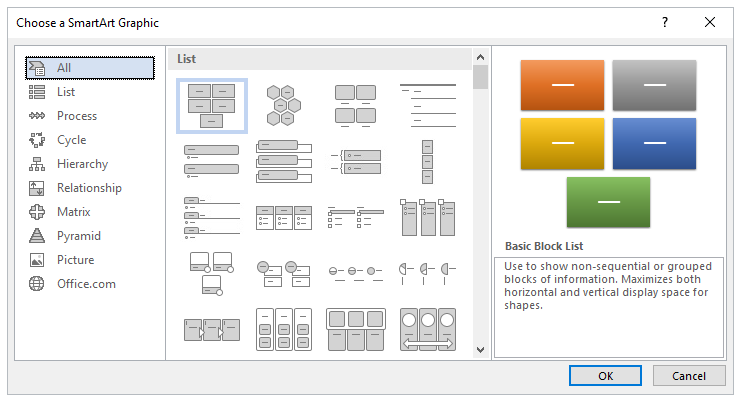 Choose a SmartArt Graphic
?
All
List
Process
Cycle
Hierarchy
Relationship
Matrix
Pyramid
Picture
Office.com
List
Basic Block List
Use to show non-sequential or grouped
blocks of information. Maximizes both
horizontal and vertical display space for
shapes.
OK
Cancel